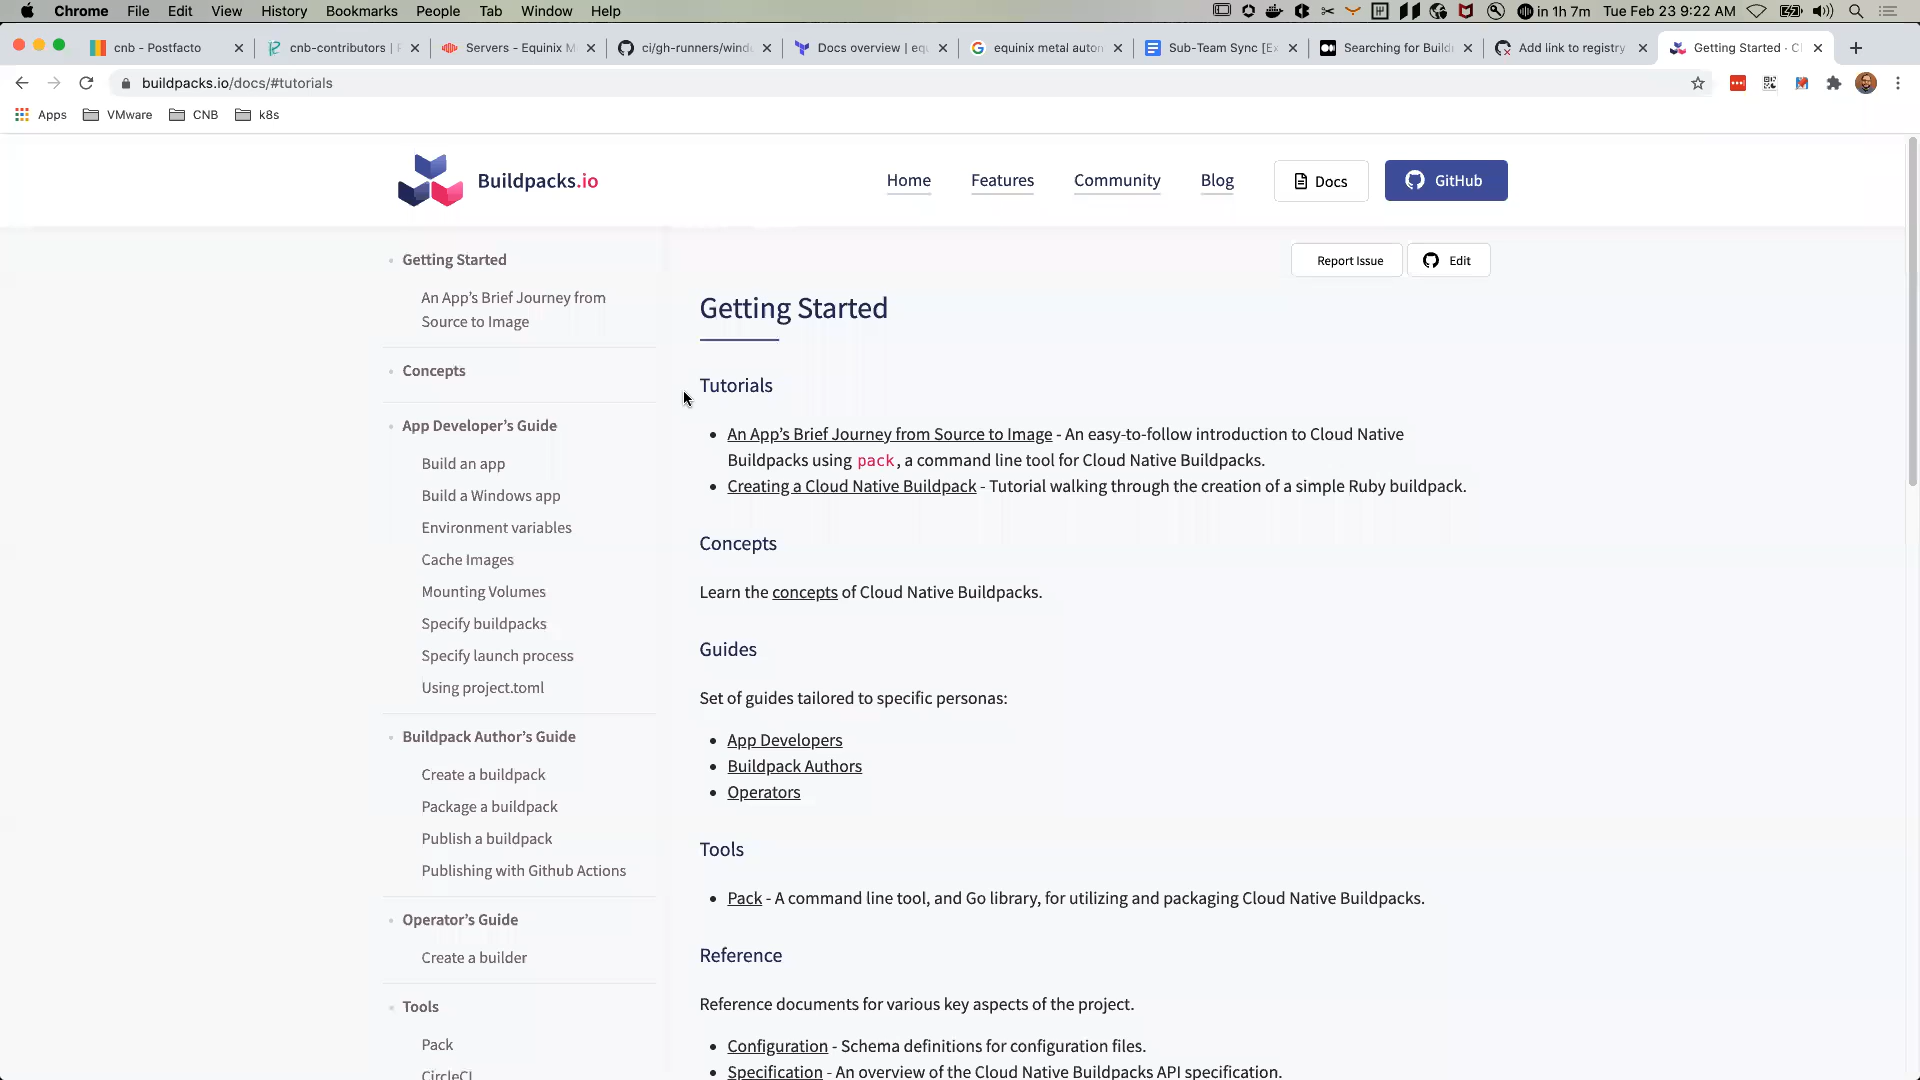 Chrome File Edit View History Bookmarks People Tab Window Help in 1h 7m Tue Feb 23 9:22 AM
cnb - Postfacto
cnb-contributors |
Servers - Equinix M
ci/gh-runners/wind
Docs overview | equ
equinix metal auton
Sub-Team Sync [Ex
Searching for Build
Add link to registry
Getting Started · C
buildpacks.io/docs/#tutorials
Apps VMware CNB k8s
Buildpacks.io
Home Features Community Blog Docs GitHub
Getting Started
An App’s Brief Journey from
Source to Image
Concepts
App Developer’s Guide
Build an app
Build a Windows app
Environment variables
Cache Images
Mounting Volumes
Specify buildpacks
Specify launch process
Using project.toml
Buildpack Author’s Guide
Create a buildpack
Package a buildpack
Publish a buildpack
Publishing with Github Actions
Operator’s Guide
Create a builder
Tools
Pack
CircleCI
Report Issue Edit
Getting Started
Tutorials
• An App’s Brief Journey from Source to Image - An easy-to-follow introduction to Cloud Native
Buildpacks using pack, a command line tool for Cloud Native Buildpacks.
• Creating a Cloud Native Buildpack - Tutorial walking through the creation of a simple Ruby buildpack.
Concepts
Learn the concepts of Cloud Native Buildpacks.
Guides
Set of guides tailored to specific personas:
• App Developers
• Buildpack Authors
• Operators
Tools
• Pack - A command line tool, and Go library, for utilizing and packaging Cloud Native Buildpacks.
Reference
Reference documents for various key aspects of the project.
• Configuration - Schema definitions for configuration files.
• Specification - An overview of the Cloud Native Buildpacks API specification.